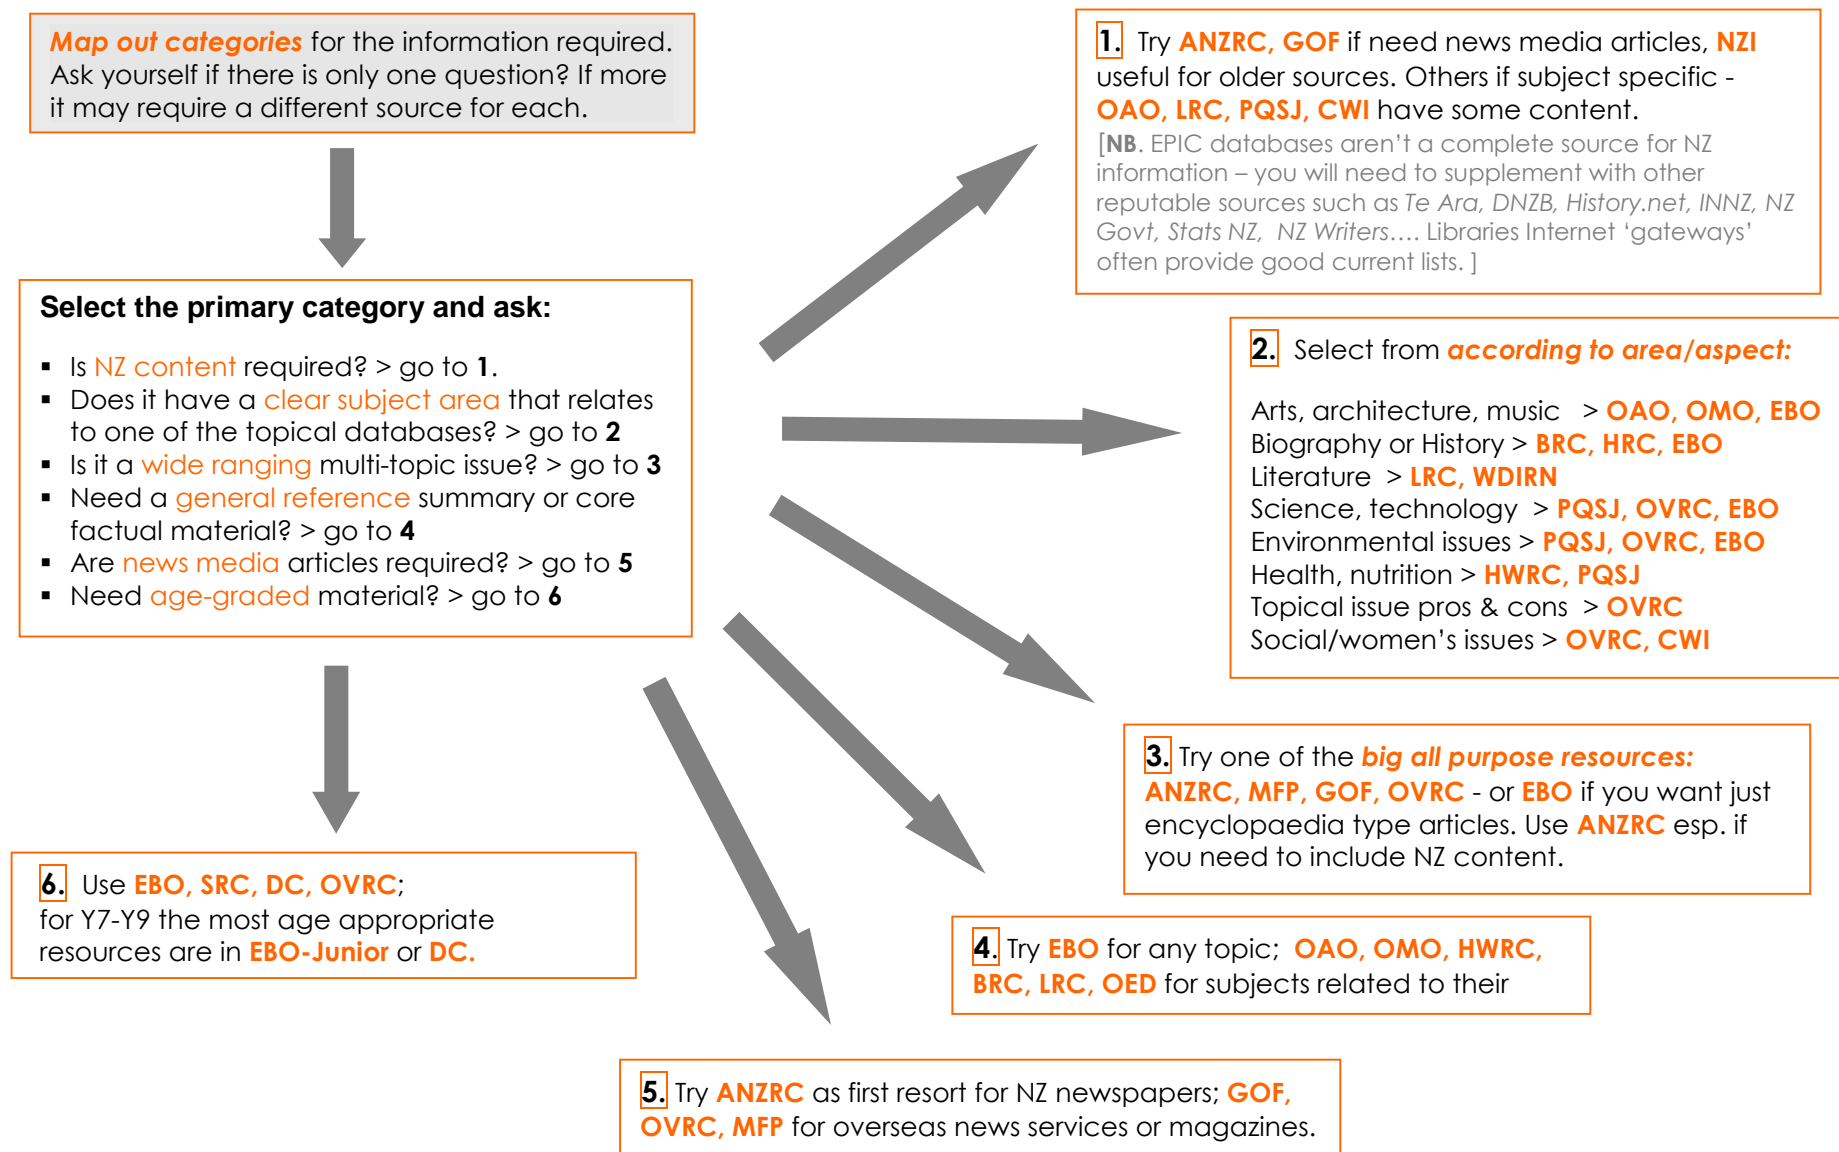 Map out categories for the information required.
Ask yourself if there is only one question? If more
it may require a different source for each.
Select the primary category and ask:
▪ Is NZ content required? > go to 1.
▪ Does it have a clear subject area that relates
to one of the topical databases? > go to 2
▪ Is it a wide ranging multi-topic issue? > go to 3
▪ Need a general reference summary or core
factual material? > go to 4
▪ Are news media articles required? > go to 5
▪ Need age-graded material? > go to 6
1. Try ANZRC, GOF if need news media articles, NZI
useful for older sources. Others if subject specific -
OAO, LRC, PQSJ, CWI have some content.
[NB. EPIC databases aren’t a complete source for NZ
information – you will need to supplement with other
reputable sources such as Te Ara, DNZB, History.net, INNZ, NZ
Govt, Stats NZ, NZ Writers…. Libraries Internet ‘gateways’
often provide good current lists. ]
2. Select from according to area/aspect:
Arts, architecture, music > OAO, OMO, EBO
Biography or History > BRC, HRC, EBO
Literature > LRC, WDIRN
Science, technology > PQSJ, OVRC, EBO
Environmental issues > PQSJ, OVRC, EBO
Health, nutrition > HWRC, PQSJ
Topical issue pros & cons > OVRC
Social/women’s issues > OVRC, CWI
3. Try one of the big all purpose resources:
ANZRC, MFP, GOF, OVRC - or EBO if you want just
encyclopaedia type articles. Use ANZRC esp. if
you need to include NZ content.
4. Try EBO for any topic; OAO, OMO, HWRC,
BRC, LRC, OED for subjects related to their
5. Try ANZRC as first resort for NZ newspapers; GOF,
OVRC, MFP for overseas news services or magazines.
6. Use EBO, SRC, DC, OVRC;
for Y7-Y9 the most age appropriate
resources are in EBO-Junior or DC.